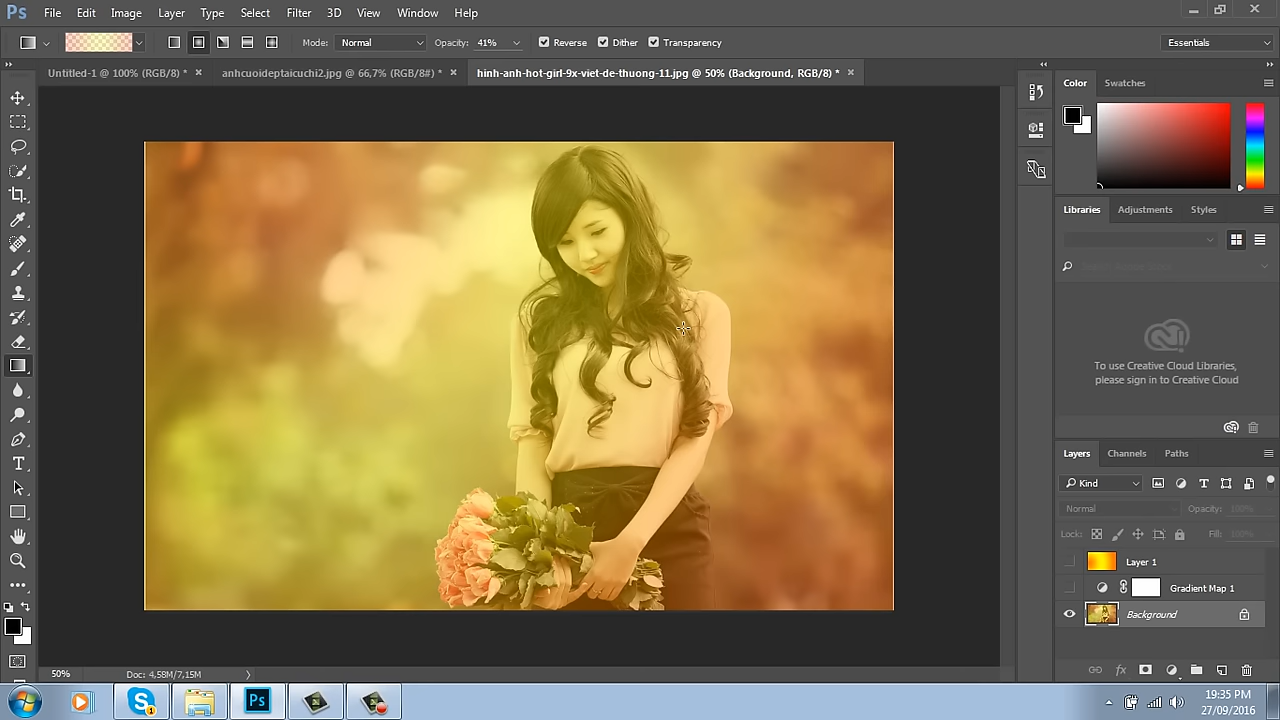 Ps File Edit Image Layer Type Select Filter 3D View Window Help
Mode: Normal Opacity: 41% Reverse Dither Transparency Essentials
Untitled-1 @ 100% (RGB/8) * anhcuoideptaicuchi2.jpg @ 66,7% (RGB/8#) * hinh-anh-hot-girl-9x-viet-de-thuong-11.jpg @ 50% (Background, RGB/8) *
Color Swatches
Libraries Adjustments Styles
To use Creative Cloud Libraries,
please sign in to Creative Cloud
Layers Channels Paths
Kind
Normal Opacity: 100%
Lock: Fill: 100%
Layer 1
Gradient Map 1
Background
50% Doc: 4,58M/7,15M
Ps
19:35 PM
27/09/2016